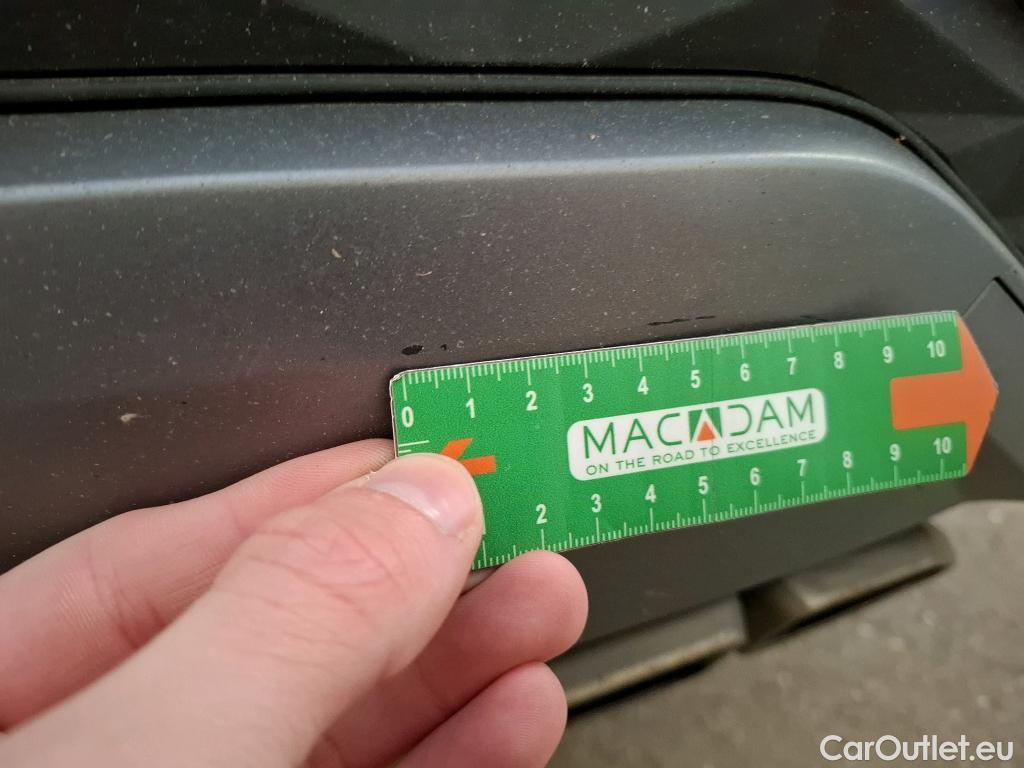 0 1 2 3 4 5 6 7 8 9 10
MACADAM
ON THE ROAD TO EXCELLENCE
2 3 4 5 6 7 8 9 10
CarOutlet.eu